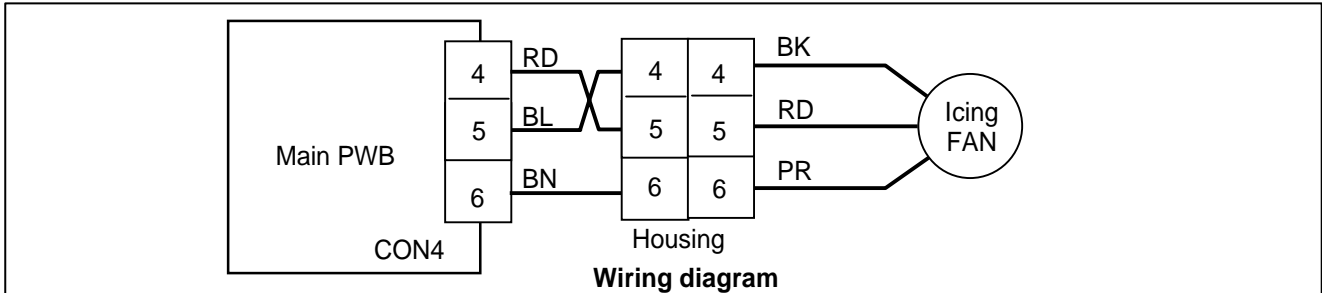 Main PWB
CON4
4
5
6
RD
BL
BN
4 4
5 5
6 6
Housing
BK
RD
PR
Icing
FAN
Wiring diagram